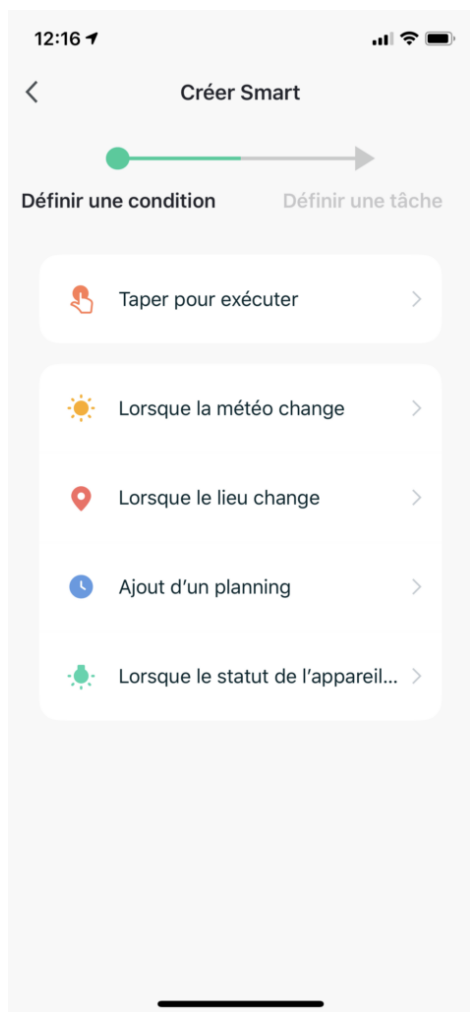 12:16
Créer Smart
Définir une condition
Définir une tâche
Taper pour exécuter
Lorsque la météo change
Lorsque le lieu change
Ajout d’un planning
Lorsque le statut de l’appareil...